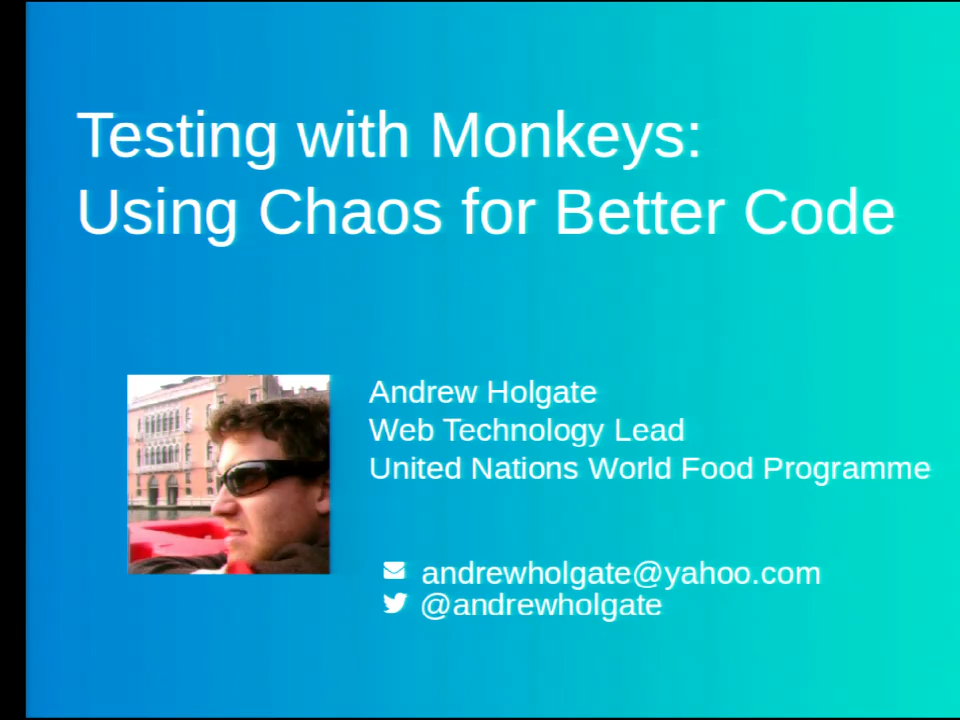 Testing with Monkeys:
Using Chaos for Better Code
Andrew Holgate
Web Technology Lead
United Nations World Food Programme
andrewholgate@yahoo.com
@andrewholgate